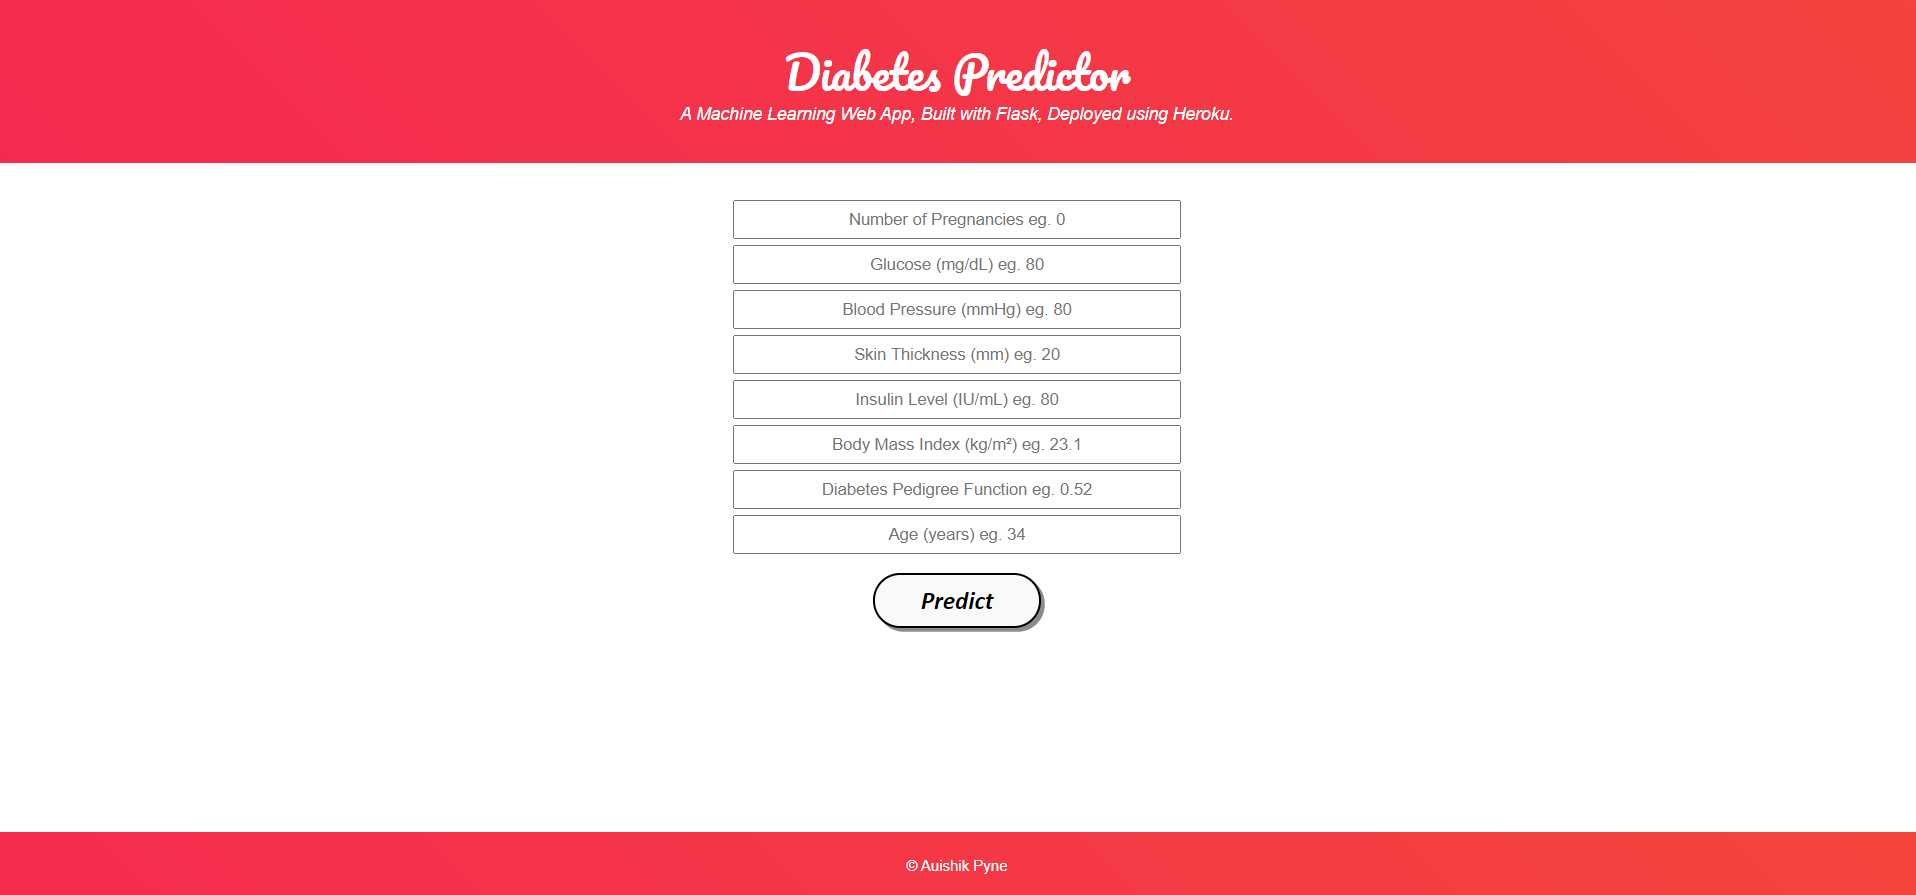 Diabetes Predictor
A Machine Learning Web App, Built with Flask, Deployed using Heroku.
Number of Pregnancies eg. 0
Glucose (mg/dL) eg. 80
Blood Pressure (mmHg) eg. 80
Skin Thickness (mm) eg. 20
Insulin Level (IU/mL) eg. 80
Body Mass Index (kg/m²) eg. 23.1
Diabetes Pedigree Function eg. 0.52
Age (years) eg. 34
Predict
© Auishik Pyne